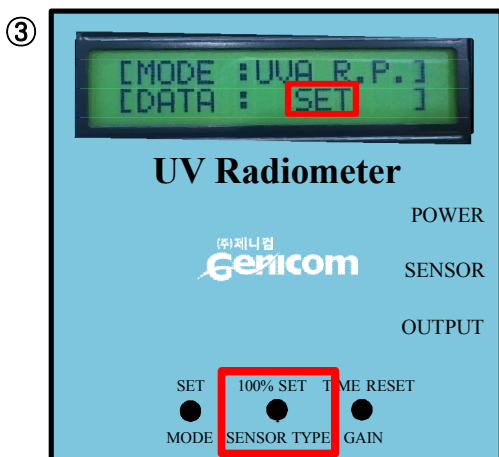 ③
[MODE :UVA R.P.]
[DATA : SET ]
UV Radiometer
POWER
(주)제니컴
Genicom
SENSOR
OUTPUT
SET 100% SET TIME RESET
MODE SENSOR TYPE GAIN